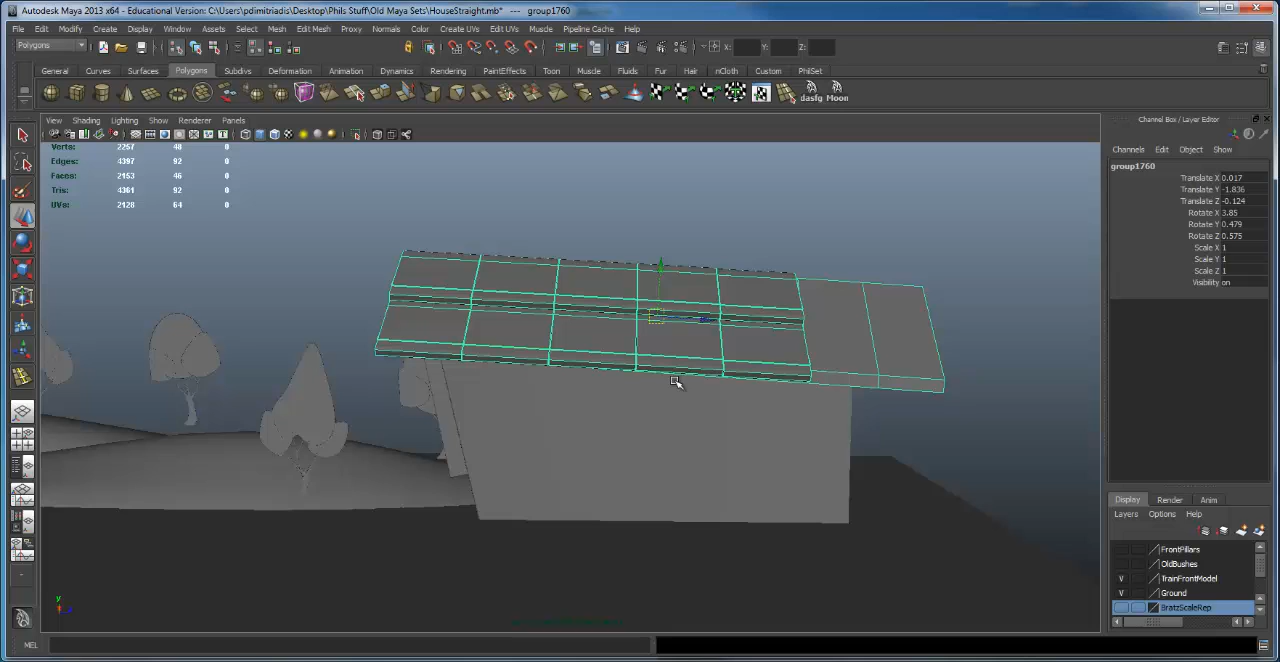 Autodesk Maya 2013 x64 - Educational Version: C:\Users\pdimitriadis\Desktop\Phils Stuff\Old Maya Sets\HouseStraight.mb* --- group1760
File Edit Modify Create Display Window Assets Select Mesh Edit Mesh Proxy Normals Color Create UVs Edit UVs Muscle Pipeline Cache Help
Polygons X: Y: Z:
General Curves Surfaces Polygons Subdivs Deformation Animation Dynamics Rendering PaintEffects Toon Muscle Fluids Fur Hair nCloth Custom PhilSet
dasfg Moon
View Shading Lighting Show Renderer Panels
Channel Box / Layer Editor
Verts: 2257 48 0
Edges: 4397 92 0
Faces: 2153 46 0
Tris: 4361 92 0
UVs: 2128 64 0
Channels Edit Object Show
group1760
Translate X 0.017
Translate Y -1.836
Translate Z -0.124
Rotate X 3.85
Rotate Y 0.479
Rotate Z 0.575
Scale X 1
Scale Y 1
Scale Z 1
Visibility on
Display Render Anim
Layers Options Help
FrontPillars
OldBushes
V TrainFrontModel
V Ground
BratzScaleRep
y
MEL